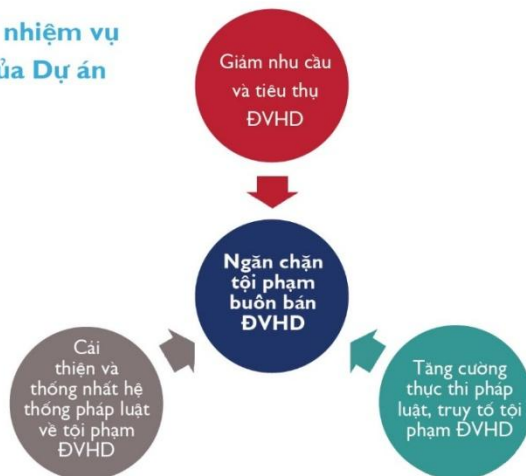 nhiệm vụ
ủa Dự án
Giảm nhu cầu
và tiêu thụ
ĐVHD
Ngăn chặn
tội phạm
buôn bán
ĐVHD
Cải
thiện và
thống nhất hệ
thống pháp luật
về tội phạm
ĐVHD
Tăng cường
thực thi pháp
luật, truy tố tội
phạm ĐVHD